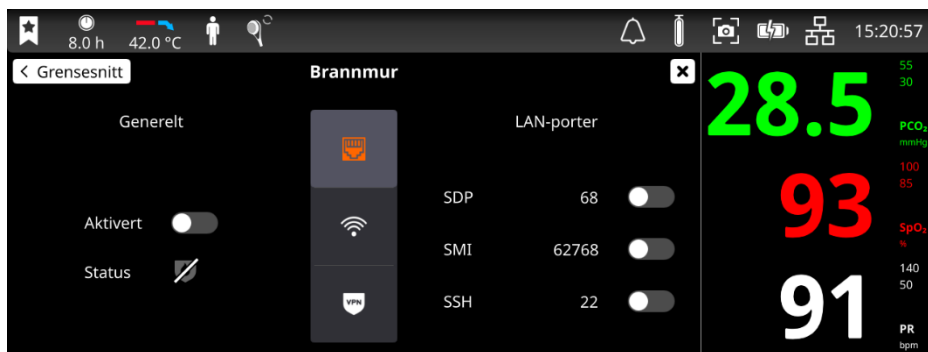 8.0 h
42.0 °C
15:20:57
Grensesnitt
Brannmur
Generelt
Aktivert
Status
VPN
LAN-porter
SDP 68
SMI 62768
SSH 22
28.5
55
30
PCO₂
mmHg
93
100
85
SpO₂
%
91
140
50
PR
bpm